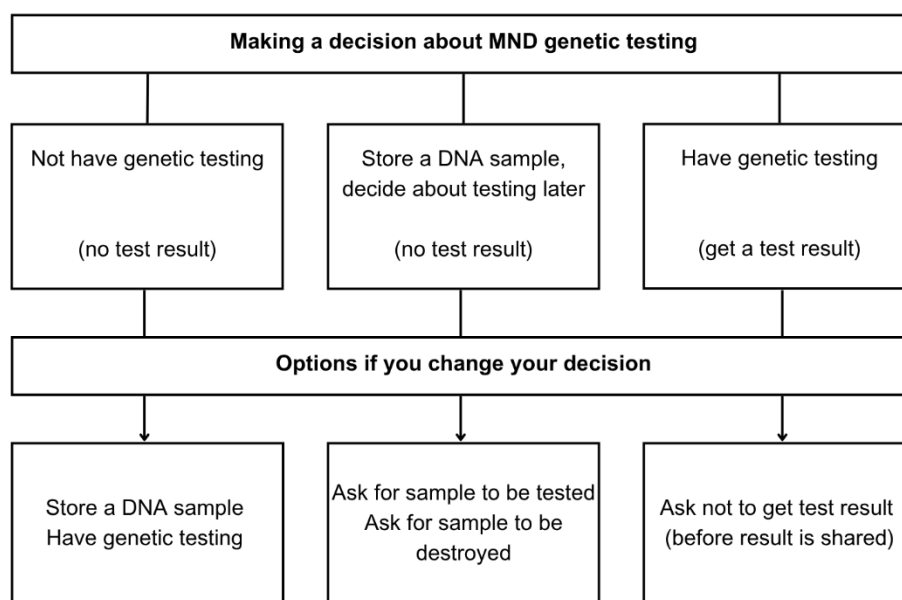 Making a decision about MND genetic testing
Not have genetic testing
(no test result)
Store a DNA sample,
decide about testing later
(no test result)
Have genetic testing
(get a test result)
Options if you change your decision
Store a DNA sample
Have genetic testing
Ask for sample to be tested
Ask for sample to be
destroyed
Ask not to get test result
(before result is shared)